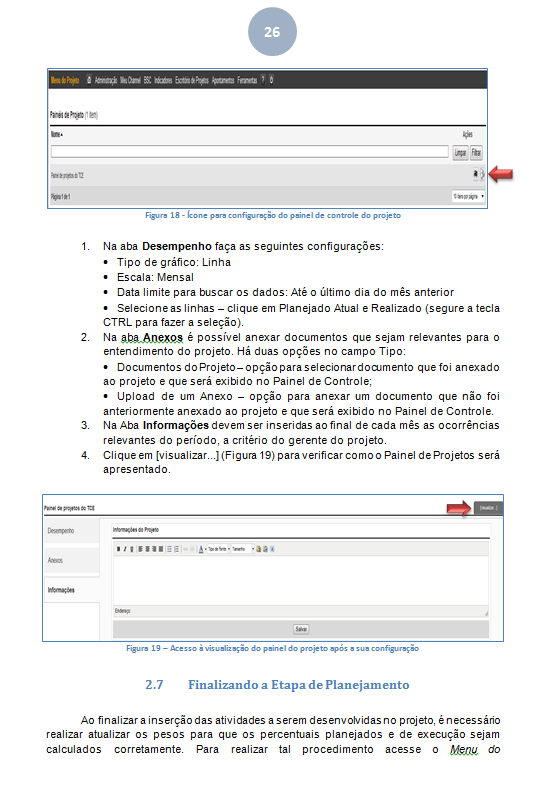 26
Menu do Projeto Administração Meu Channel BSC Indicadores Escritório de Projetos Apontamentos Ferramentas ?
Painéis de Projeto (1 item)
Nome Ações
Limpar Filtrar
Painel de projetos do TCE
Página 1 de 1 10 itens por página
Figura 18 - Ícone para configuração do painel de controle do projeto
1. Na aba Desempenho faça as seguintes configurações:
• Tipo de gráfico: Linha
• Escala: Mensal
• Data limite para buscar os dados: Até o último dia do mês anterior
• Selecione as linhas – clique em Planejado Atual e Realizado (segure a tecla
CTRL para fazer a seleção).
2. Na aba Anexos é possível anexar documentos que sejam relevantes para o
entendimento do projeto. Há duas opções no campo Tipo:
• Documentos do Projeto – opção para selecionar documento que foi anexado
ao projeto e que será exibido no Painel de Controle;
• Upload de um Anexo – opção para anexar um documento que não foi
anteriormente anexado ao projeto e que será exibido no Painel de Controle.
3. Na Aba Informações devem ser inseridas ao final de cada mês as ocorrências
relevantes do período, a critério do gerente do projeto.
4. Clique em [visualizar...] (Figura 19) para verificar como o Painel de Projetos será
apresentado.
Painel de projetos do TCE [visualizar...]
Desempenho
Informações do Projeto
B I U A Tipo de fonte Tamanho
Anexos
Informações
Endereço:
Salvar
Figura 19 – Acesso à visualização do painel do projeto após a sua configuração
2.7 Finalizando a Etapa de Planejamento
Ao finalizar a inserção das atividades a serem desenvolvidas no projeto, é necessário
realizar atualizar os pesos para que os percentuais planejados e de execução sejam
calculados corretamente. Para realizar tal procedimento acesse o Menu do